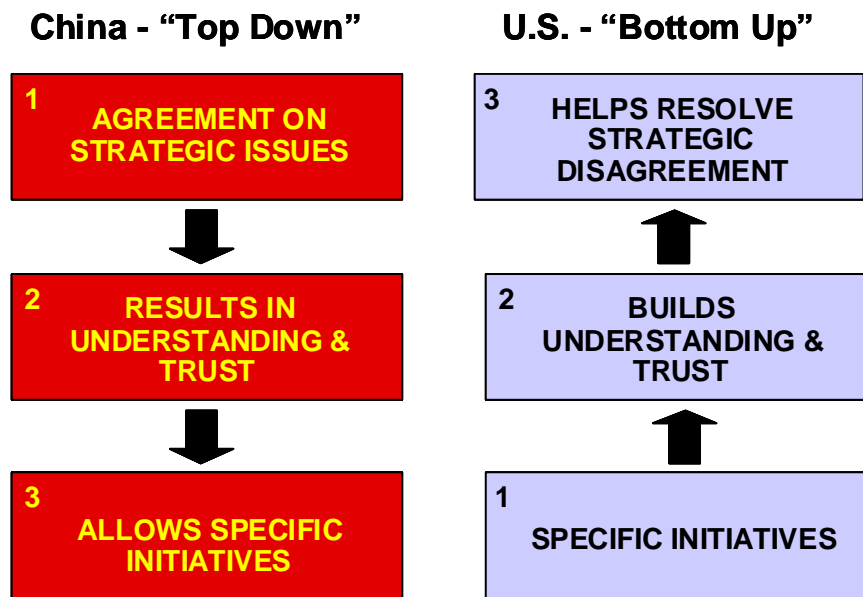 China - “Top Down”
1
AGREEMENT ON
STRATEGIC ISSUES
2
RESULTS IN
UNDERSTANDING &
TRUST
3
ALLOWS SPECIFIC
INITIATIVES
U.S. - “Bottom Up”
3
HELPS RESOLVE
STRATEGIC
DISAGREEMENT
2
BUILDS
UNDERSTANDING &
TRUST
1
SPECIFIC INITIATIVES